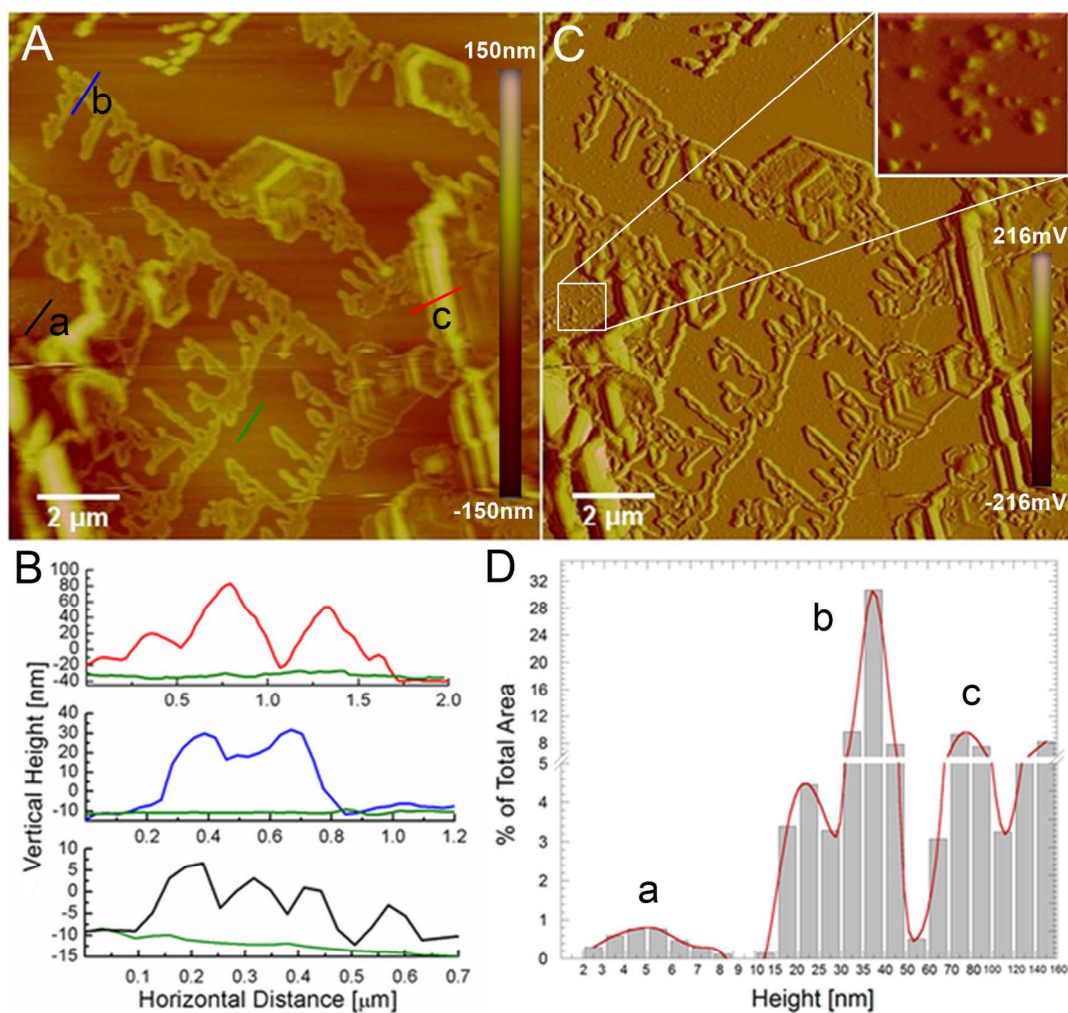 A
150nm
b
a
c
2 µm
-150nm
C
216mV
2 µm
-216mV
B
Vertical Height [nm]
100
80
60
40
20
0
-20
-40
0.5 1.0 1.5 2.0
40
30
20
10
0
-10
0.2 0.4 0.6 0.8 1.0 1.2
10
5
0
-5
-10
-15
0.1 0.2 0.3 0.4 0.5 0.6 0.7
Horizontal Distance [µm]
D
% of Total Area
32
28
24
20
16
12
8
5
4
3
2
1
0
a
b
c
2 3 4 5 6 7 8 9 10 15 20 25 30 35 40 50 60 70 80 100 120 140 160
Height [nm]